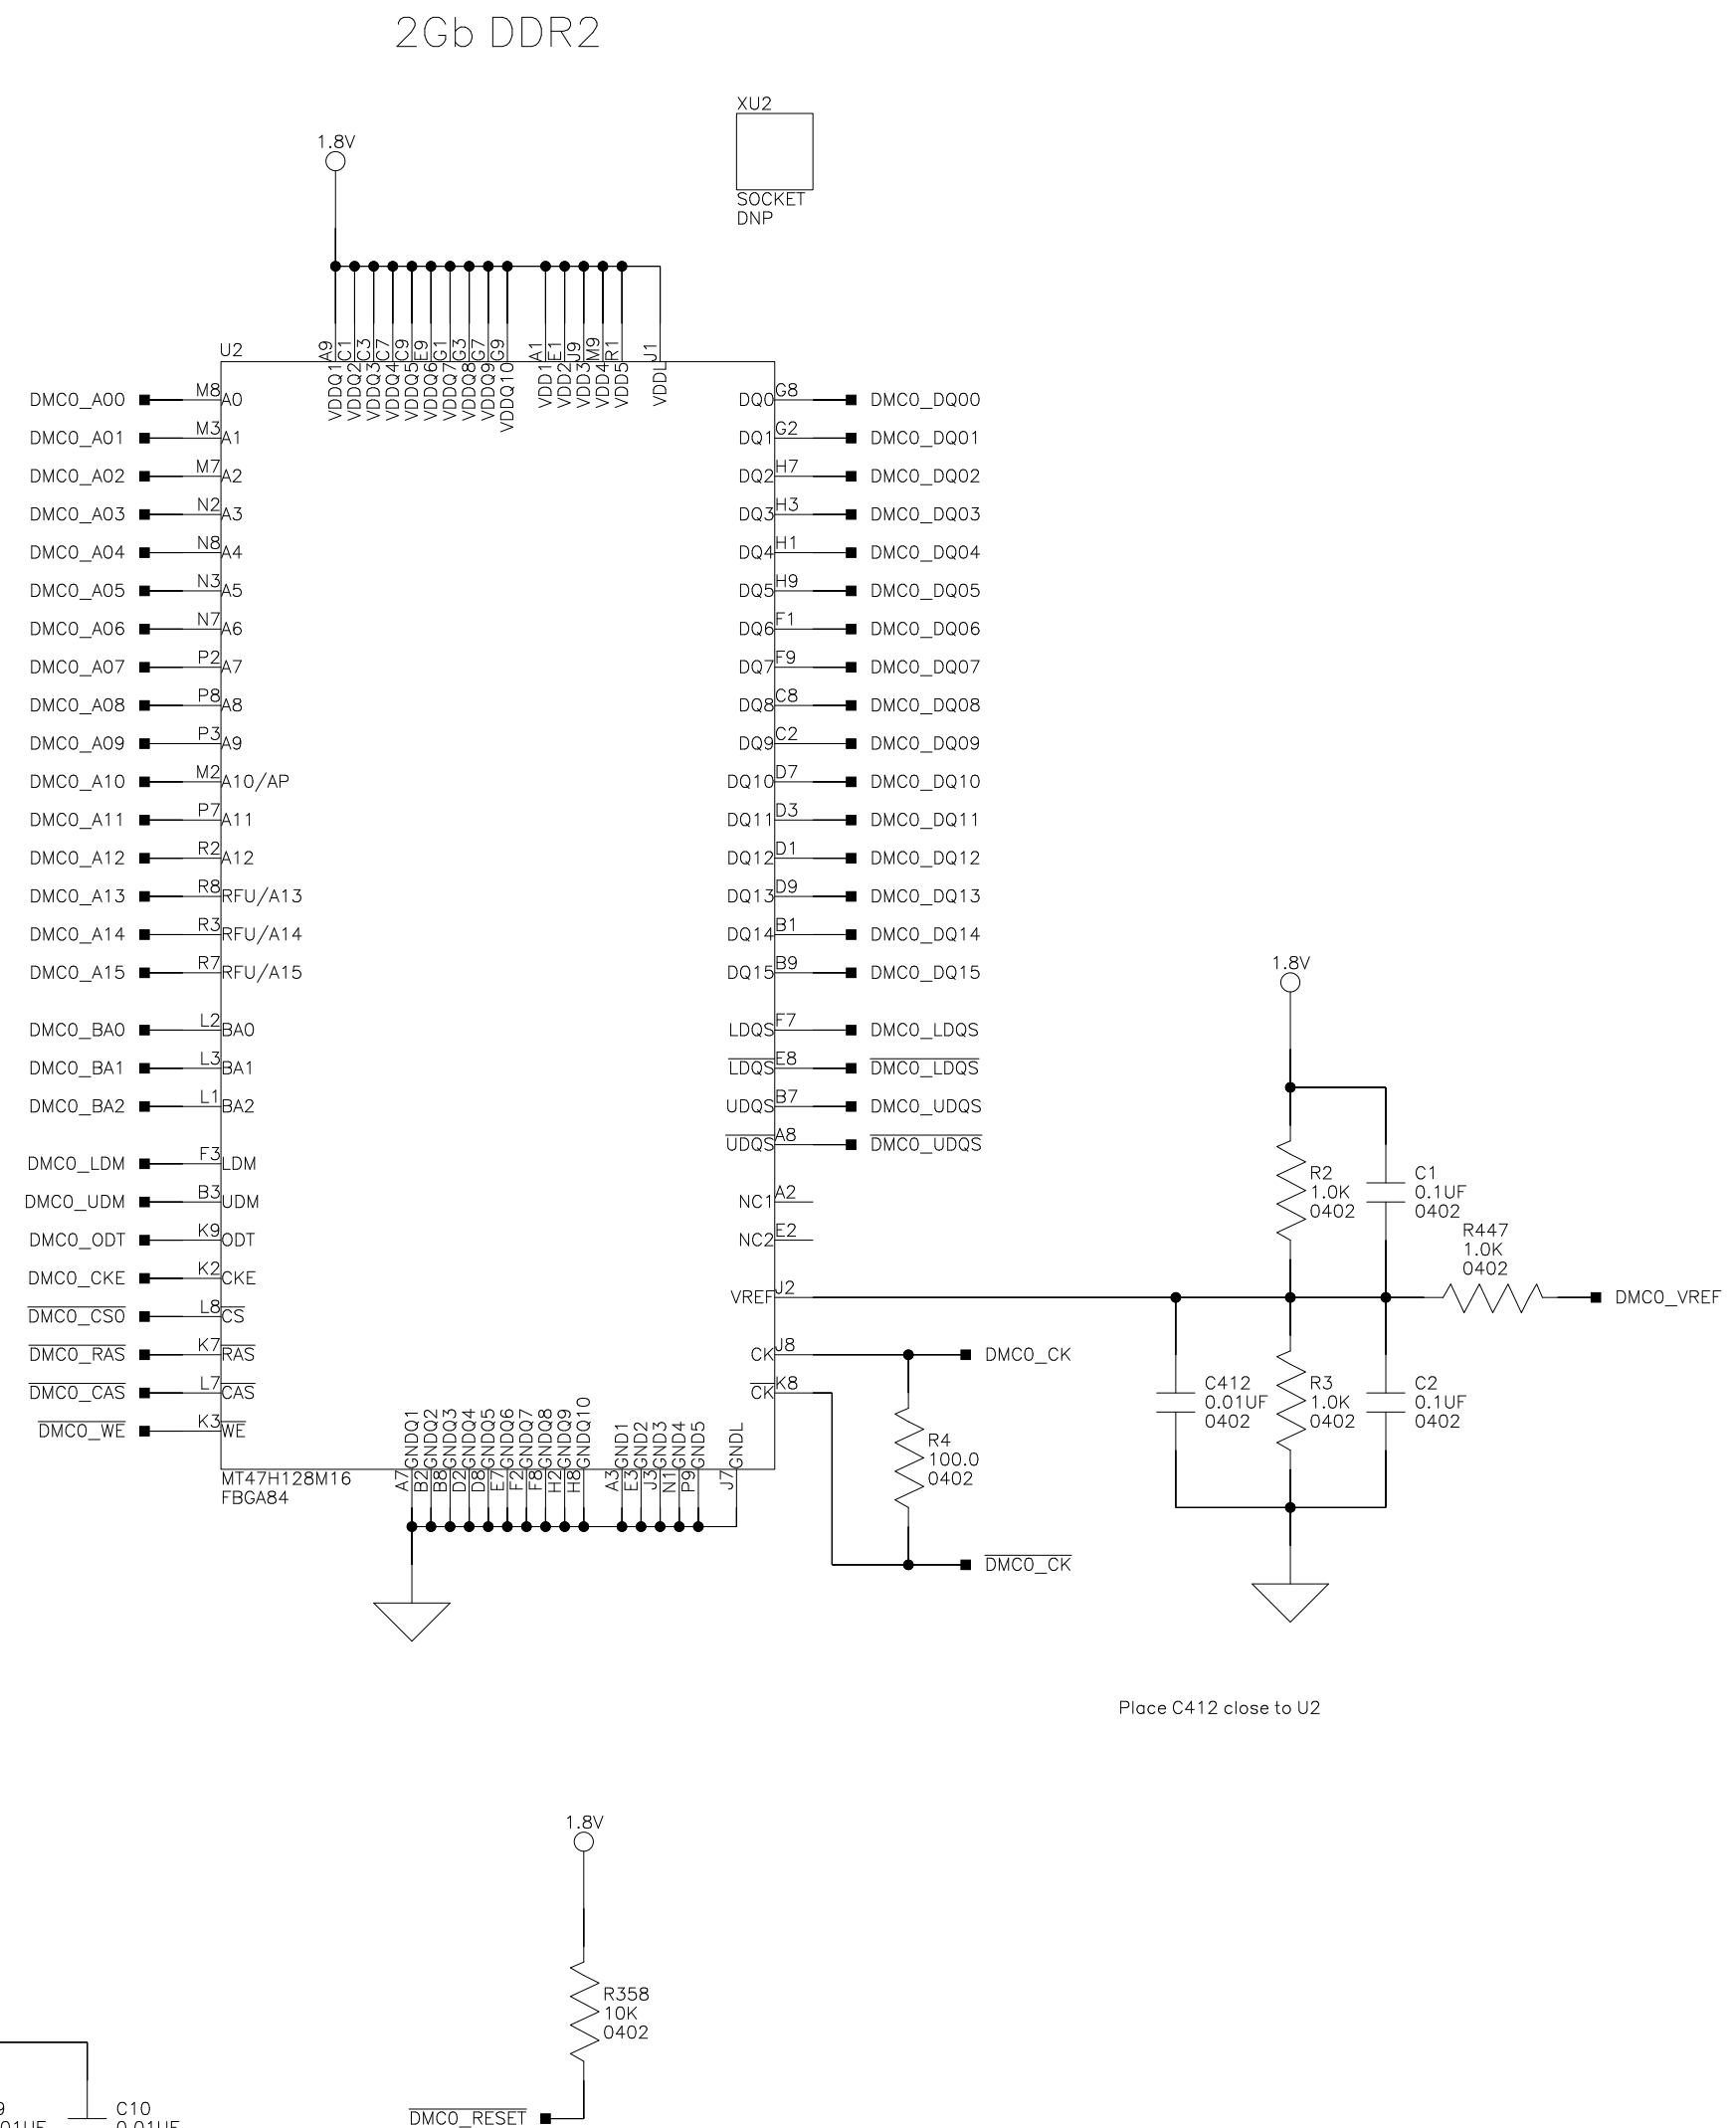 2Gb DDR2
XU2
SOCKET
DNP
1.8V
U2
A9
C1
C3
C7
C9
E9
G1
G3
G7
G9
A1
E1
J9
M9
R1
J1
VDDQ1
VDDQ2
VDDQ3
VDDQ4
VDDQ5
VDDQ6
VDDQ7
VDDQ8
VDDQ9
VDDQ10
VDD1
VDD2
VDD3
VDD4
VDD5
VDDL
DMC0_A00 M8 A0
DMC0_A01 M3 A1
DMC0_A02 M7 A2
DMC0_A03 N2 A3
DMC0_A04 N8 A4
DMC0_A05 N3 A5
DMC0_A06 N7 A6
DMC0_A07 P2 A7
DMC0_A08 P8 A8
DMC0_A09 P3 A9
DMC0_A10 M2 A10/AP
DMC0_A11 P7 A11
DMC0_A12 R2 A12
DMC0_A13 R8 RFU/A13
DMC0_A14 R3 RFU/A14
DMC0_A15 R7 RFU/A15
DMC0_BA0 L2 BA0
DMC0_BA1 L3 BA1
DMC0_BA2 L1 BA2
DMC0_LDM F3 LDM
DMC0_UDM B3 UDM
DMC0_ODT K9 ODT
DMC0_CKE K2 CKE
DMC0_CS0 L8 CS
DMC0_RAS K7 RAS
DMC0_CAS L7 CAS
DMC0_WE K3 WE
DQ0 G8 DMC0_DQ00
DQ1 G2 DMC0_DQ01
DQ2 H7 DMC0_DQ02
DQ3 H3 DMC0_DQ03
DQ4 H1 DMC0_DQ04
DQ5 H9 DMC0_DQ05
DQ6 F1 DMC0_DQ06
DQ7 F9 DMC0_DQ07
DQ8 C8 DMC0_DQ08
DQ9 C2 DMC0_DQ09
DQ10 D7 DMC0_DQ10
DQ11 D3 DMC0_DQ11
DQ12 D1 DMC0_DQ12
DQ13 D9 DMC0_DQ13
DQ14 B1 DMC0_DQ14
DQ15 B9 DMC0_DQ15
LDQS F7 DMC0_LDQS
LDQS E8 DMC0_LDQS
UDQS B7 DMC0_UDQS
UDQS A8 DMC0_UDQS
NC1 A2
NC2 E2
VREF J2
CK J8 DMC0_CK
CK K8
DMC0_CK
GNDQ1
GNDQ2
GNDQ3
GNDQ4
GNDQ5
GNDQ6
GNDQ7
GNDQ8
GNDQ9
GNDQ10
GND1
GND2
GND3
GND4
GND5
GNDL
A7
B2
B8
D2
D8
E7
F2
F8
H2
H8
A3
E3
J3
N1
P9
J7
MT47H128M16
FBGA84
R4
100.0
0402
1.8V
R2
1.0K
0402
C1
0.1UF
0402
R447
1.0K
0402
DMC0_VREF
C412
0.01UF
0402
R3
1.0K
0402
C2
0.1UF
0402
Place C412 close to U2
1.8V
R358
10K
0402
DMC0_RESET
C10
0.01UF